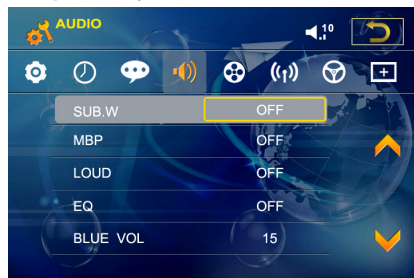 AUDIO 10
SUB.W OFF
MBP OFF
LOUD OFF
EQ OFF
BLUE VOL 15